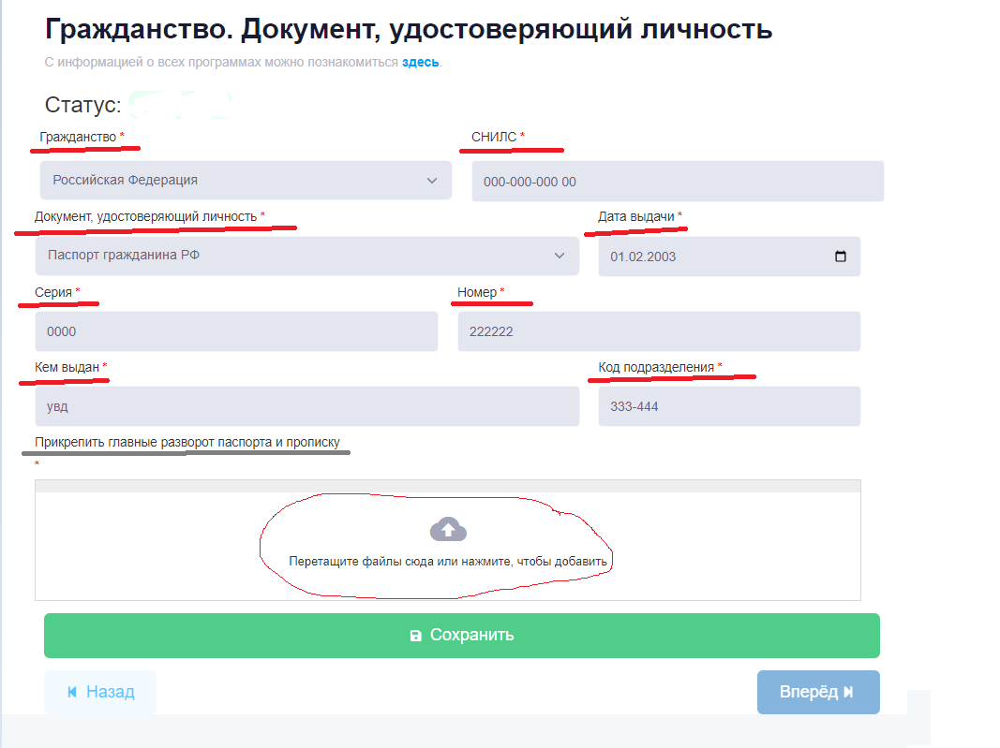 Гражданство. Документ, удостоверяющий личность
С информацией о всех программах можно познакомиться здесь.
Статус:
Гражданство * СНИЛС *
Российская Федерация 000-000-000 00
Документ, удостоверяющий личность * Дата выдачи *
Паспорт гражданина РФ 01.02.2003
Серия * Номер *
0000 222222
Кем выдан * Код подразделения *
увд 333-444
Прикрепить главные разворот паспорта и прописку
*
Перетащите файлы сюда или нажмите, чтобы добавить
Сохранить
Назад Вперёд